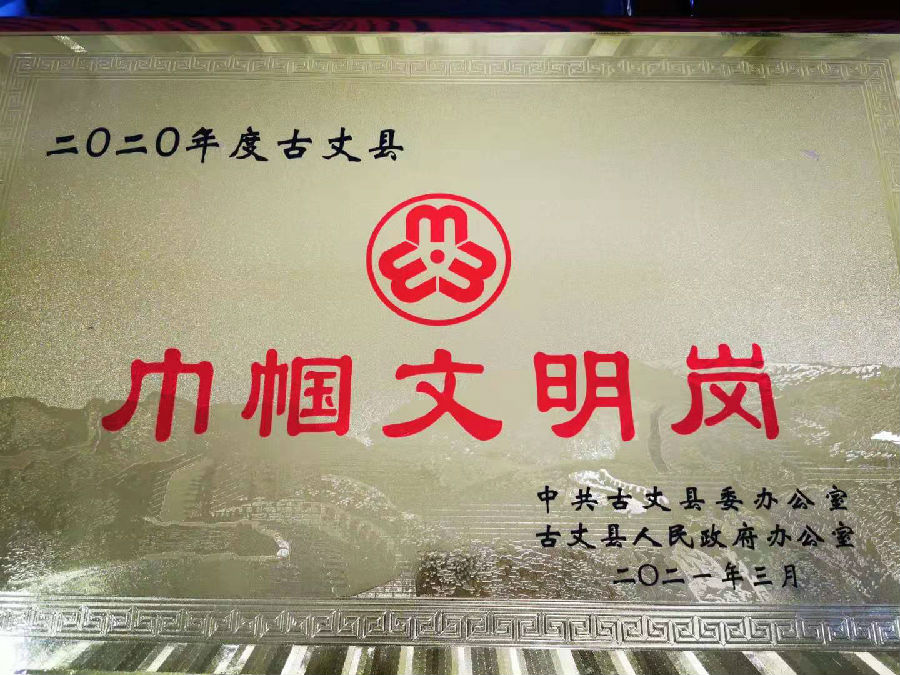 二〇二〇年度古丈县
巾帼文明岗
中共古丈县委办公室
古丈县人民政府办公室
二〇二一年三月